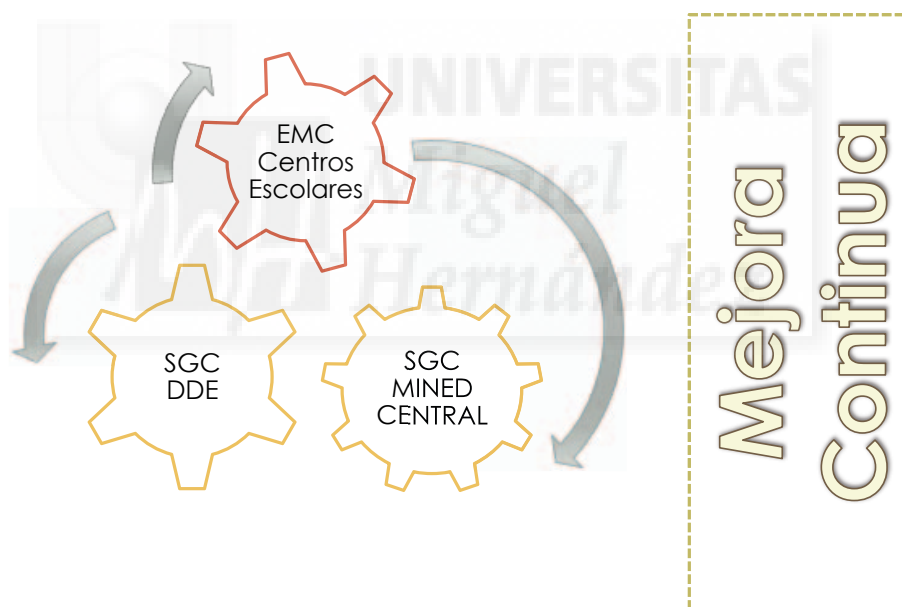 UNIVERSITAS
Miguel
Hernández
EMC
Centros
Escolares
SGC
DDE
SGC
MINED
CENTRAL
Mejora
Continua